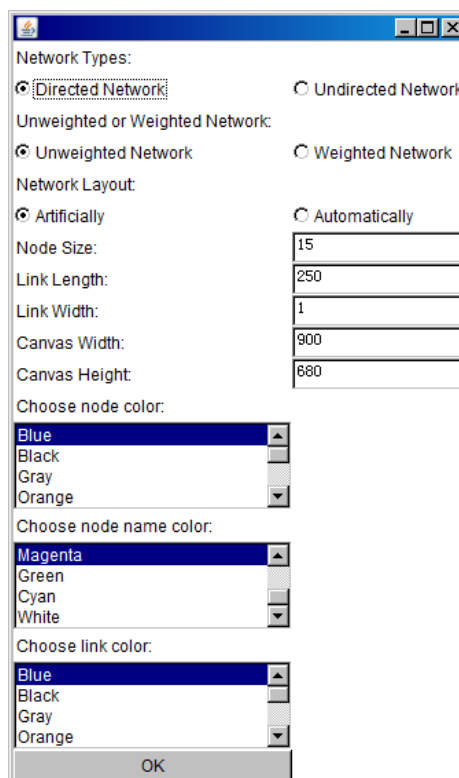 Network Types:
Directed Network Undirected Network
Unweighted or Weighted Network:
Unweighted Network Weighted Network
Network Layout:
Artificially Automatically
Node Size: 15
Link Length: 250
Link Width: 1
Canvas Width: 900
Canvas Height: 680
Choose node color:
Blue
Black
Gray
Orange
Choose node name color:
Magenta
Green
Cyan
White
Choose link color:
Blue
Black
Gray
Orange
OK